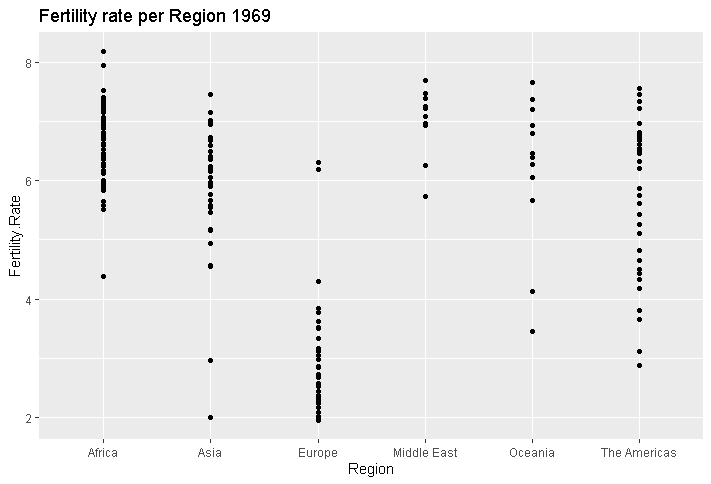 Fertility rate per Region 1969
Fertility.Rate
8
6
4
2
Africa
Asia
Europe
Middle East
Oceania
The Americas
Region